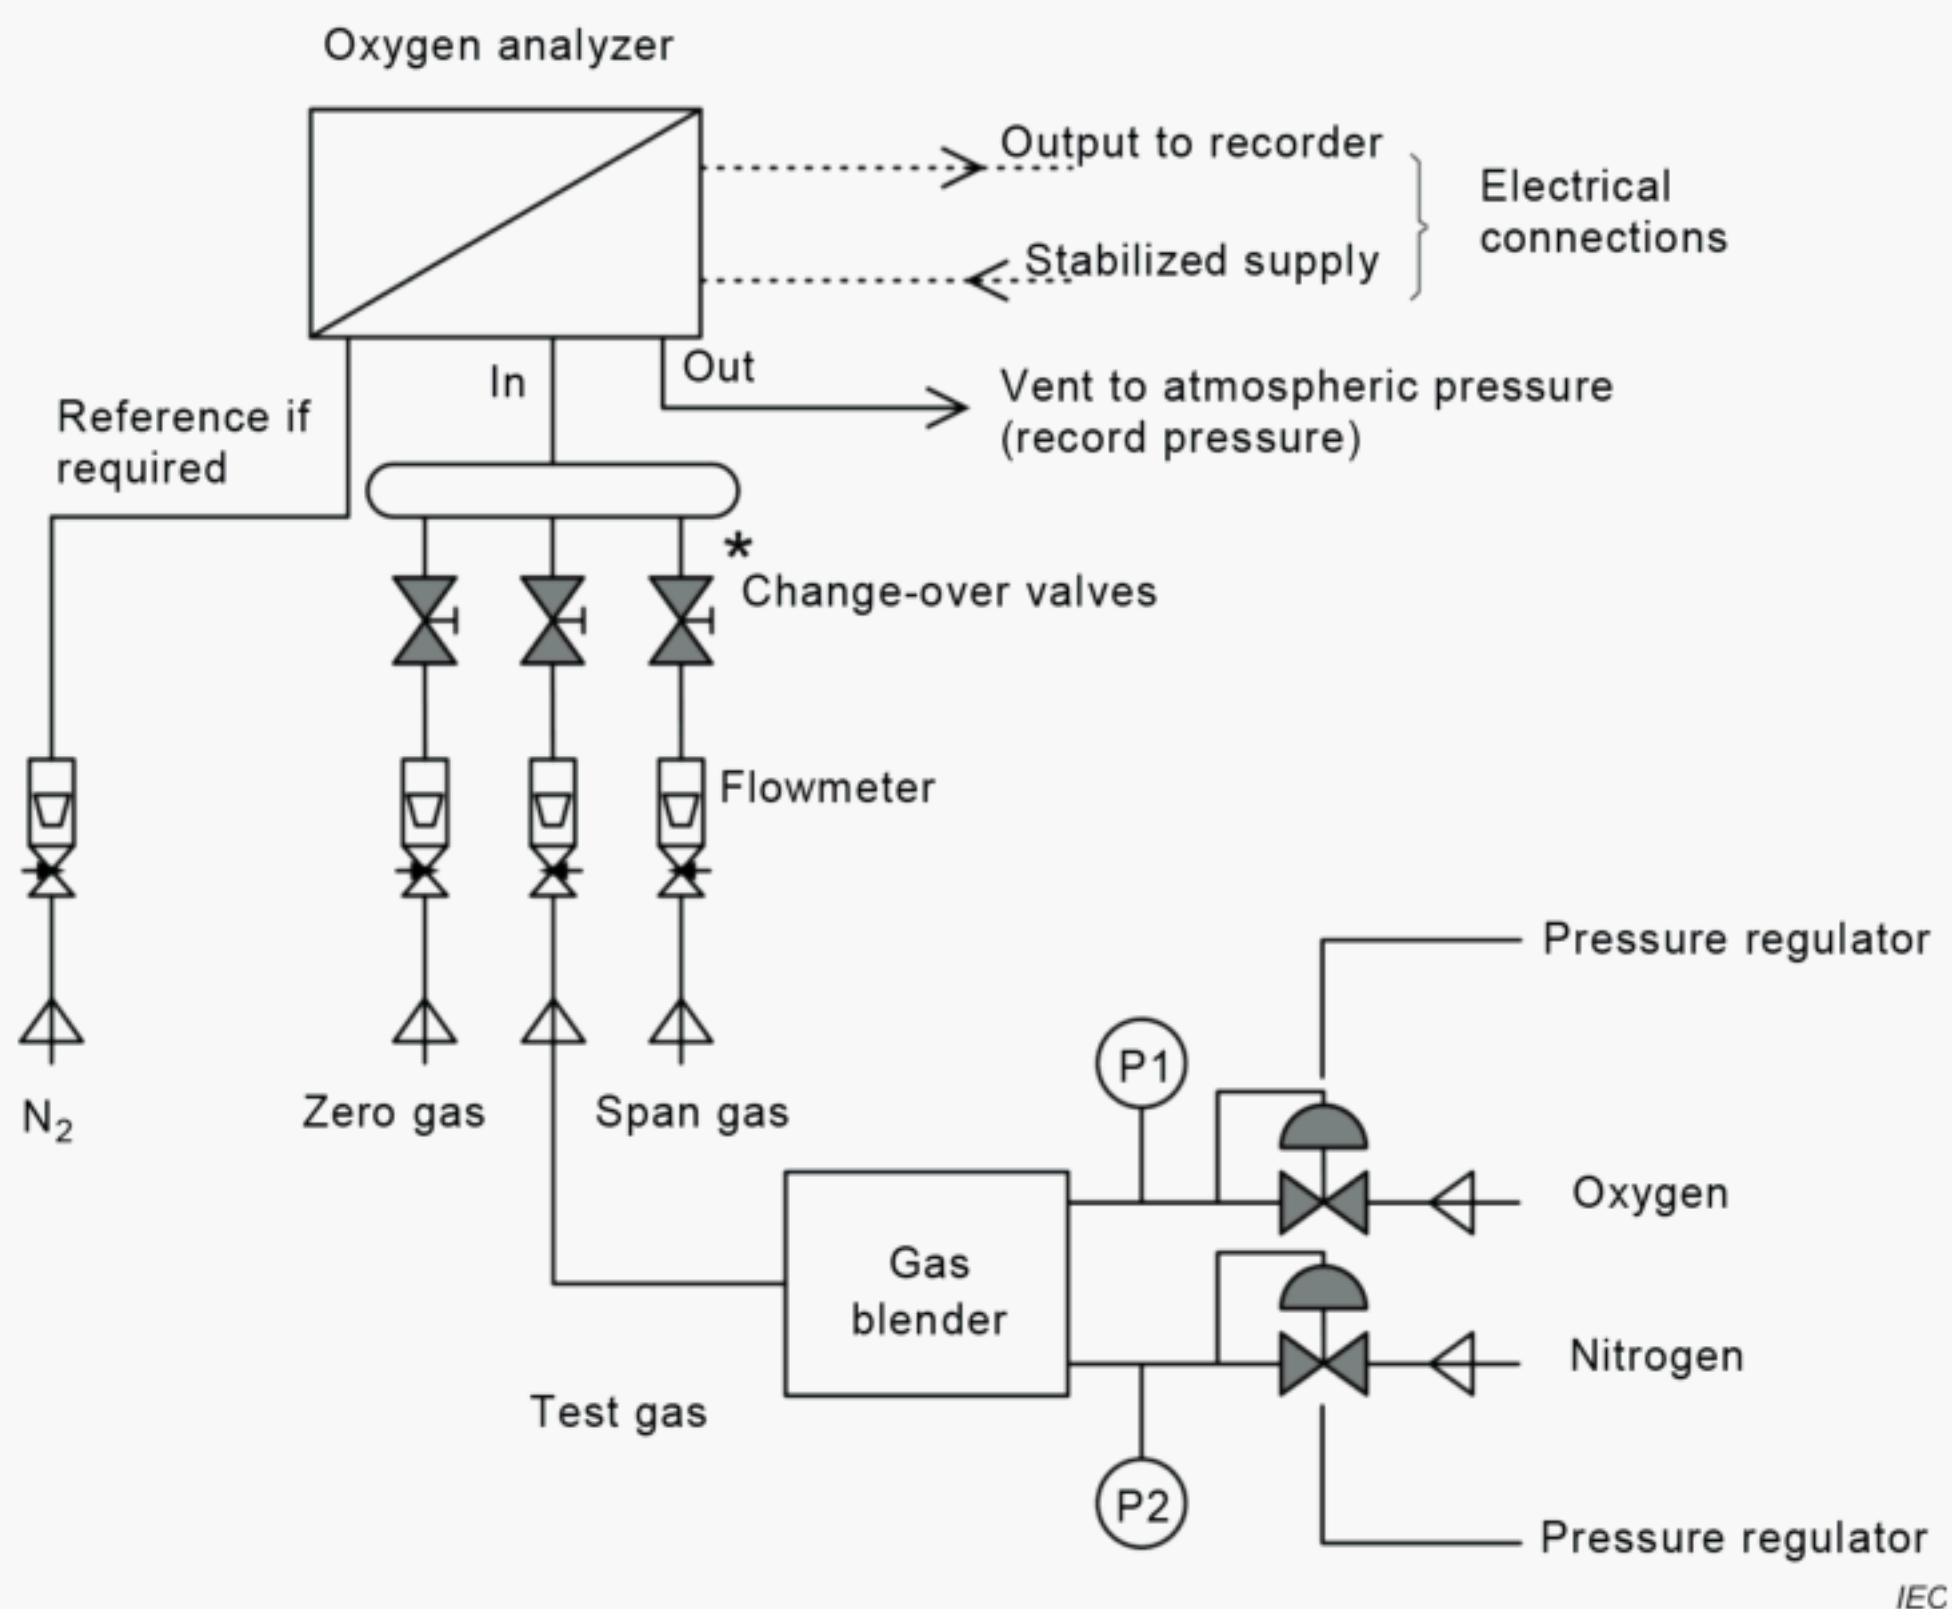 Oxygen analyzer
Output to recorder
Electrical
connections
Stabilized supply
In
Out
Vent to atmospheric pressure
(record pressure)
Reference if
required
*
Change-over valves
Flowmeter
Pressure regulator
P1
N₂
Zero gas
Span gas
Oxygen
Gas
blender
Nitrogen
Test gas
P2
Pressure regulator
IEC